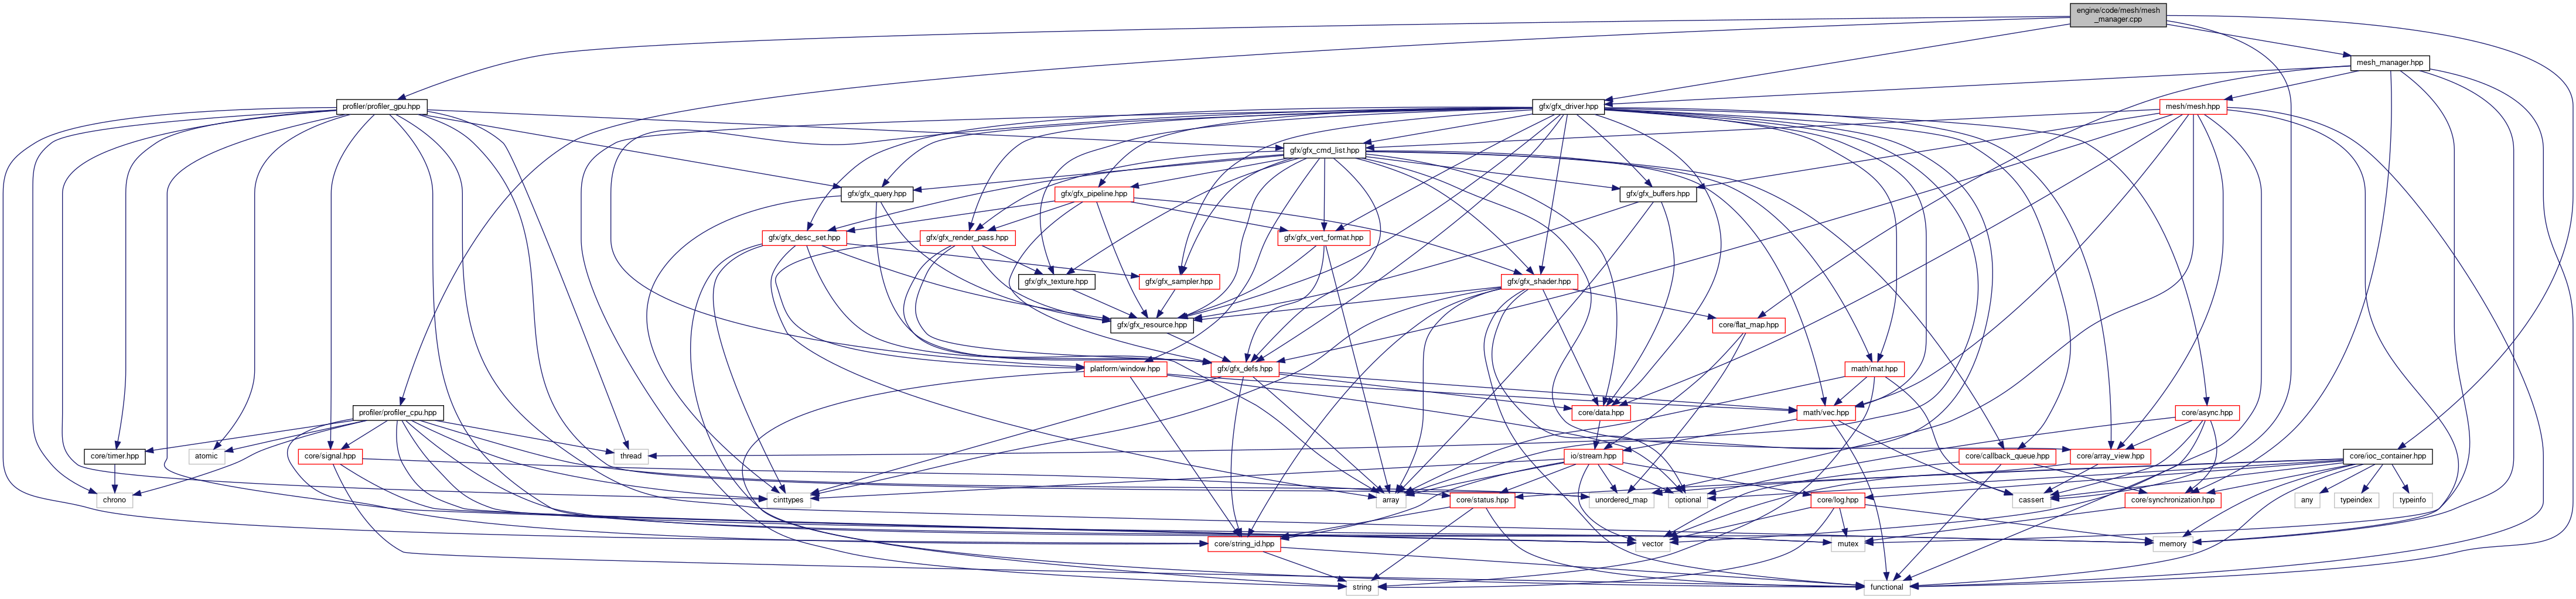 engine/code/mesh/mesh
_manager.cpp
mesh_manager.hpp
profiler/profiler_gpu.hpp
gfx/gfx_driver.hpp
mesh/mesh.hpp
gfx/gfx_cmd_list.hpp
gfx/gfx_query.hpp
gfx/gfx_pipeline.hpp
gfx/gfx_buffers.hpp
gfx/gfx_desc_set.hpp
gfx/gfx_render_pass.hpp
gfx/gfx_vert_format.hpp
gfx/gfx_texture.hpp
gfx/gfx_sampler.hpp
gfx/gfx_shader.hpp
gfx/gfx_resource.hpp
core/flat_map.hpp
platform/window.hpp
gfx/gfx_defs.hpp
math/mat.hpp
profiler/profiler_cpu.hpp
core/data.hpp
math/vec.hpp
core/async.hpp
core/timer.hpp
atomic
core/signal.hpp
thread
io/stream.hpp
core/callback_queue.hpp
core/array_view.hpp
core/ioc_container.hpp
chrono
cinttypes
array
core/status.hpp
unordered_map
optional
core/log.hpp
cassert
core/synchronization.hpp
any
typeindex
typeinfo
core/string_id.hpp
vector
mutex
memory
string
functional